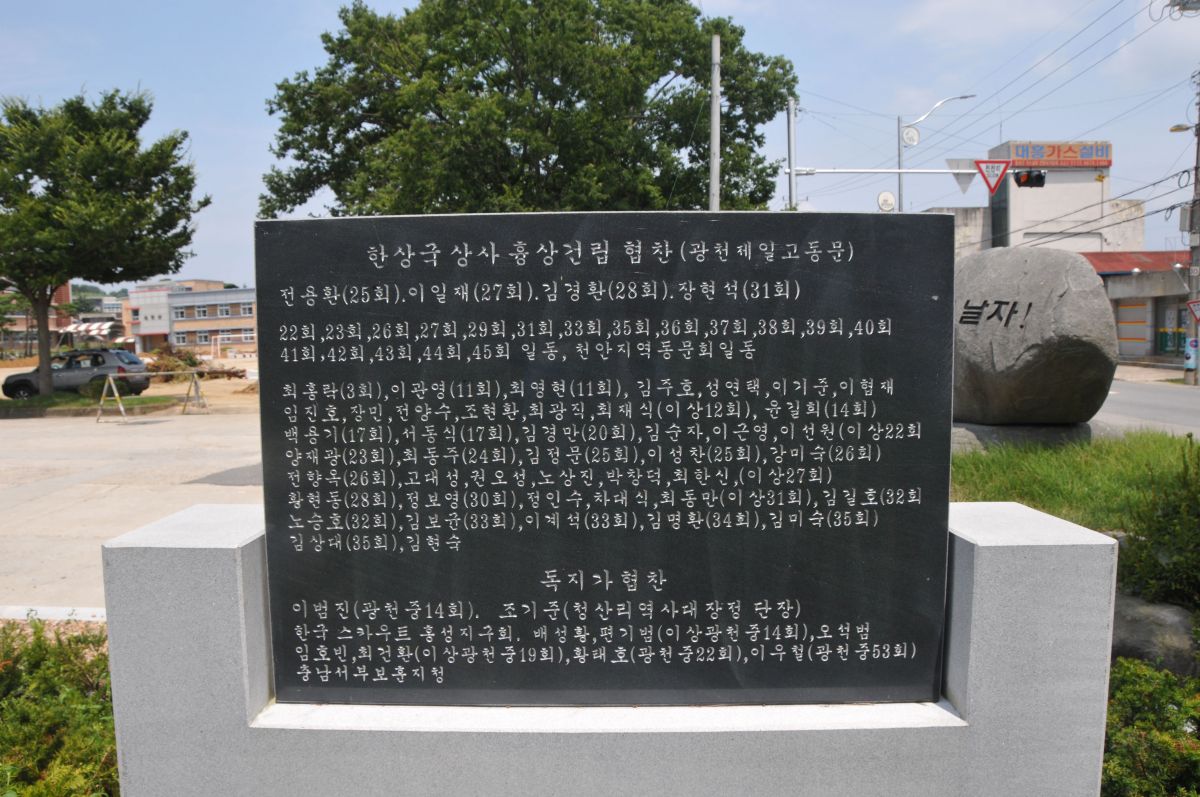 한상국상사 흉상건립 협찬(광천제일고동문)
전용환(25회).이일재(27회).김경환(28회).장현석(31회)
22회,23회,26회,27회,29회,31회,33회,35회,36회,37회,38회,39회,40회
41회,42회,43회,44회,45회 일동, 천안지역동문회일동
최흥락(3회),이관영(11회),최영현(11회), 김주호,성연택,이기준,이협재
임진호,장민,전양수,조현환,최광직,최재식(이상12회), 윤길희(14회)
백용기(17회),서동식(17회),김경만(20회),김순자,이근영,이선원(이상22회
양재광(23회),최동주(24회),김정문(25회),이성찬(25회),강미숙(26회)
전향옥(26회),고대성,권오성,노상진,박창덕,최한신,(이상27회)
황현동(28회),정보영(30회),정인수,차대식,최동만(이상31회),김길호(32회
노승호(32회),김보균(33회),이계석(33회),김명환(34회),김미숙(35회)
김상대(35회),김현숙
독지가협찬
이범진(광천중14회). 조기준(청산리역사대장정 단장)
한국 스카우트 홍성지구회. 배성황,편기범(이상광천중14회),오석범
임호빈,최건환(이상광천중19회),황태호(광천중22회),이우철(광천중53회)
충남서부보훈지청
날자!
대흥가스설비